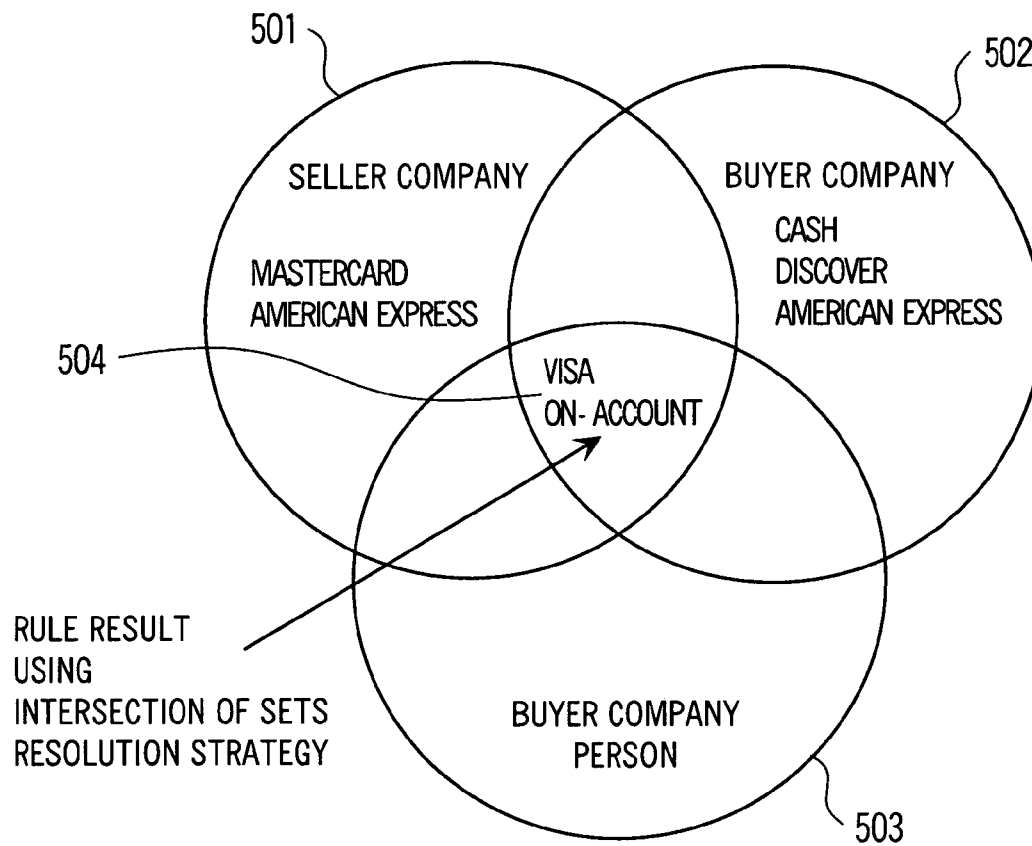 501
502
SELLER COMPANY
MASTERCARD
AMERICAN EXPRESS
BUYER COMPANY
CASH
DISCOVER
AMERICAN EXPRESS
504
VISA
ON- ACCOUNT
RULE RESULT
USING
INTERSECTION OF SETS
RESOLUTION STRATEGY
BUYER COMPANY
PERSON
503